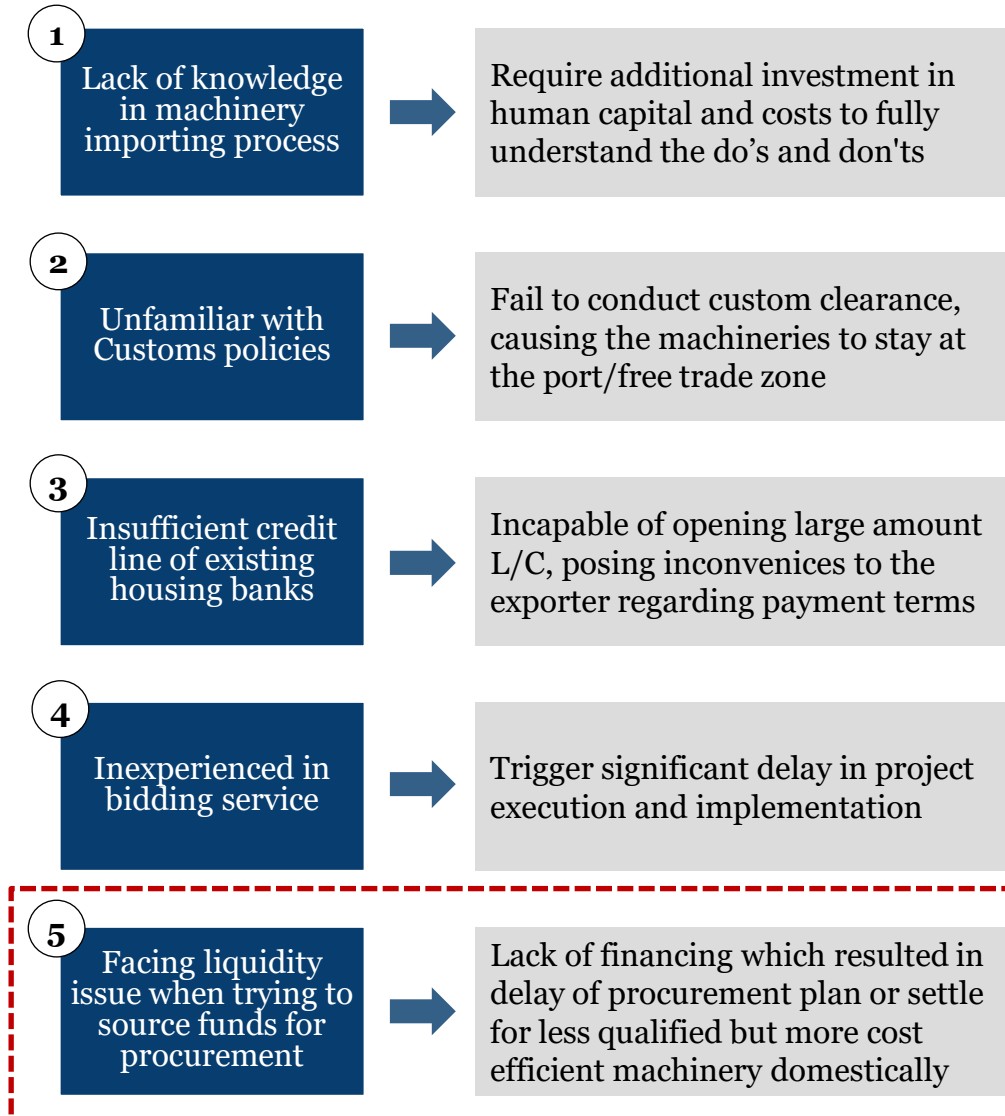 1
Lack of knowledge
in machinery
importing process
Require additional investment in
human capital and costs to fully
understand the do’s and don'ts
2
Unfamiliar with
Customs policies
Fail to conduct custom clearance,
causing the machineries to stay at
the port/free trade zone
3
Insufficient credit
line of existing
housing banks
Incapable of opening large amount
L/C, posing inconvenices to the
exporter regarding payment terms
4
Inexperienced in
bidding service
Trigger significant delay in project
execution and implementation
5
Facing liquidity
issue when trying to
source funds for
procurement
Lack of financing which resulted in
delay of procurement plan or settle
for less qualified but more cost
efficient machinery domestically